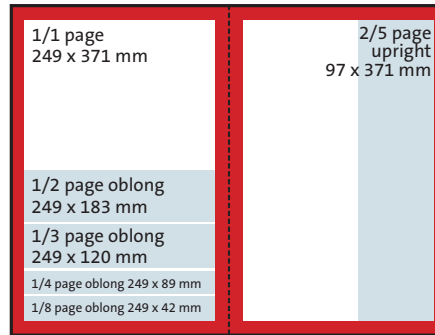 1/1 page
249 x 371 mm
1/2 page oblong
249 x 183 mm
1/3 page oblong
249 x 120 mm
1/4 page oblong 249 x 89 mm
1/8 page oblong 249 x 42 mm
2/5 page
upright
97 x 371 mm